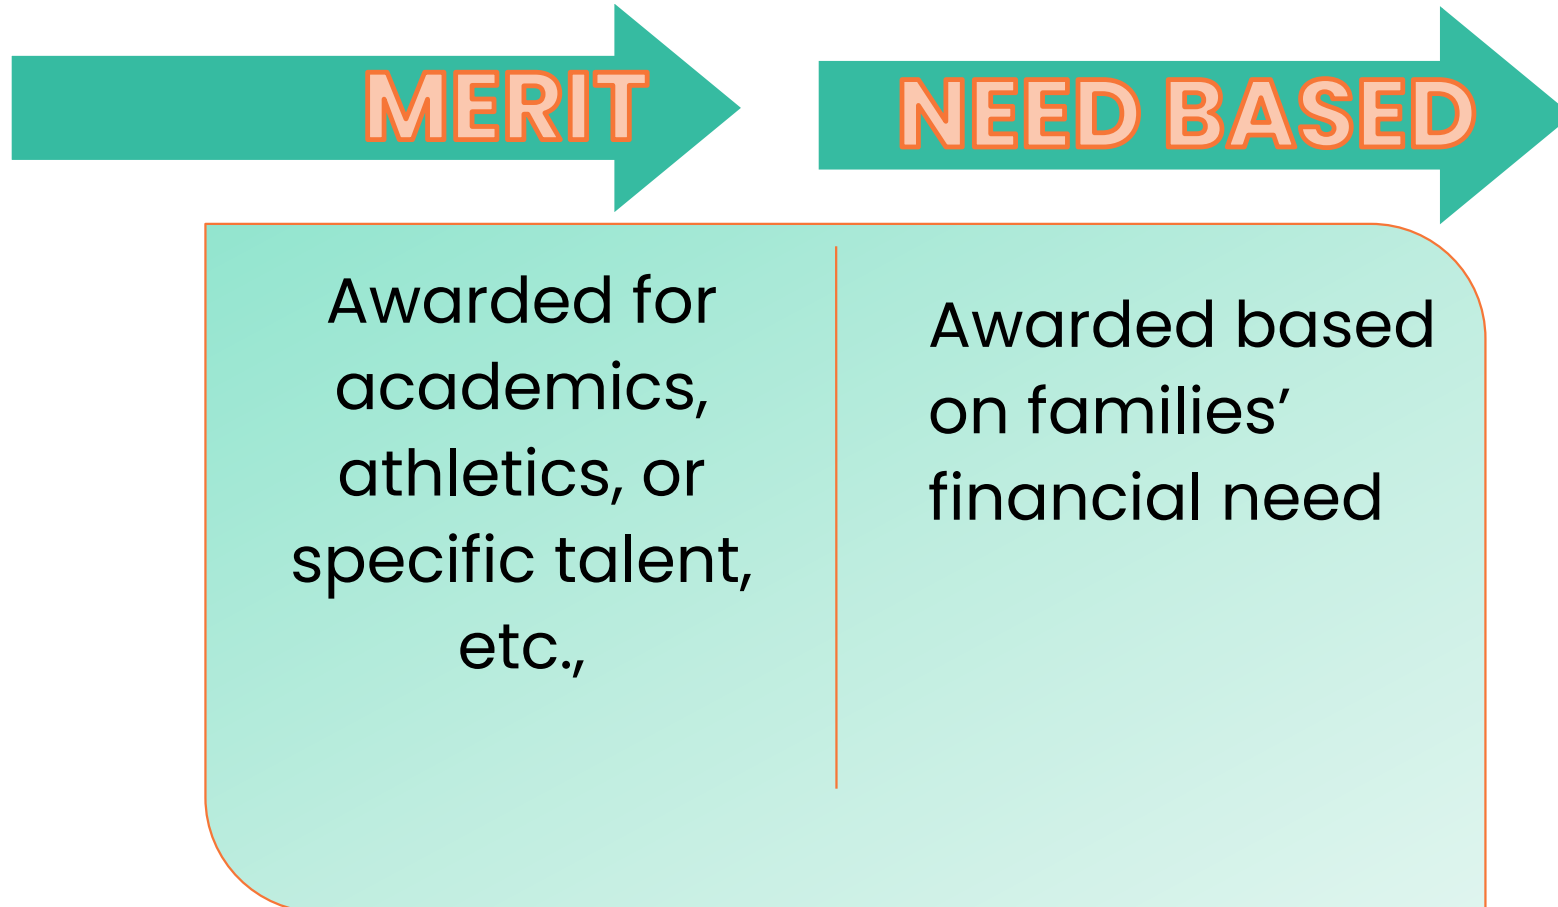 MERIT
NEED BASED
Awarded for
academics,
athletics, or
specific talent,
etc.,
Awarded based
on families’
financial need